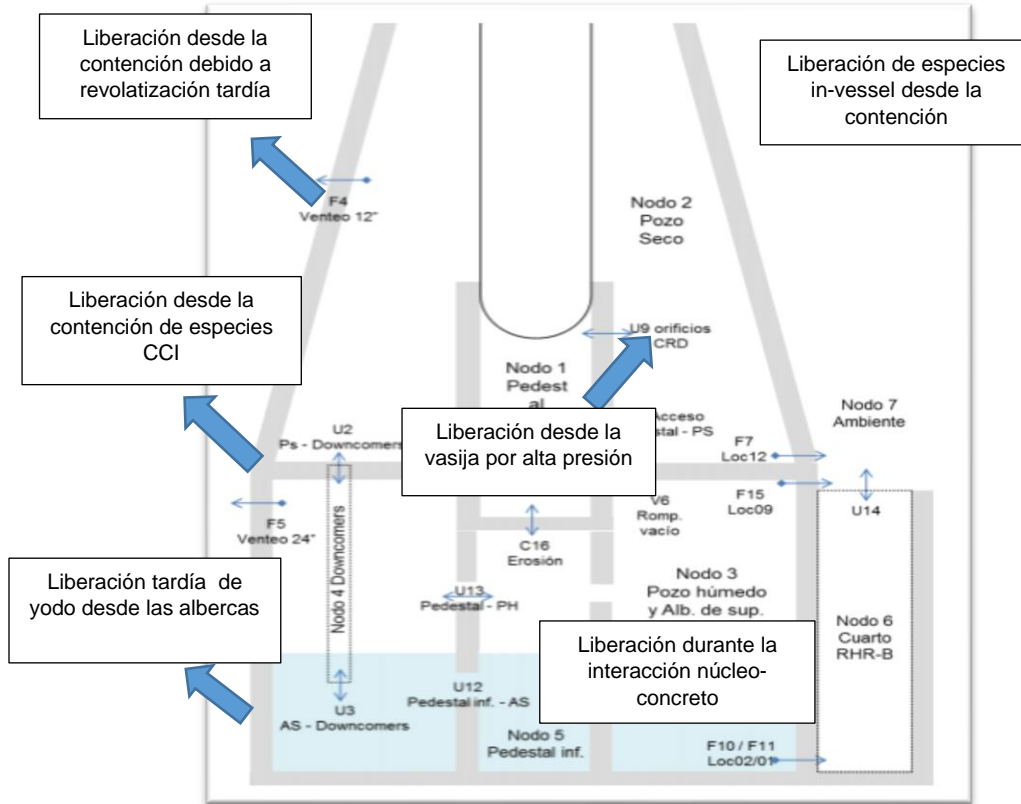 Liberación desde la
contención debido a
revolatización tardía
Liberación de especies
in-vessel desde la
contención
F4
Venteo 12"
Nodo 2
Pozo
Seco
Liberación desde la
contención de especies
CCI
U9 orificios
CRD
Nodo 1
Pedest
al
Liberación desde la
vasija por alta presión
Acceso
stal - PS
Nodo 7
Ambiente
U2
Ps - Downcomers
F7
Loc12
F15
Loc09
U14
F5
Venteo 24"
V6
Romp.
vacío
C16
Erosión
Nodo 4 Downcomers
Liberación tardía de
yodo desde las albercas
U13
Pedestal - PH
Nodo 3
Pozo húmedo
y Alb. de sup.
Nodo 6
Cuarto
RHR-B
Liberación durante la
interacción núcleo-
concreto
U12
Pedestal inf. - AS
U3
AS - Downcomers
Nodo 5
Pedestal inf.
F10 / F11
Loc02/01